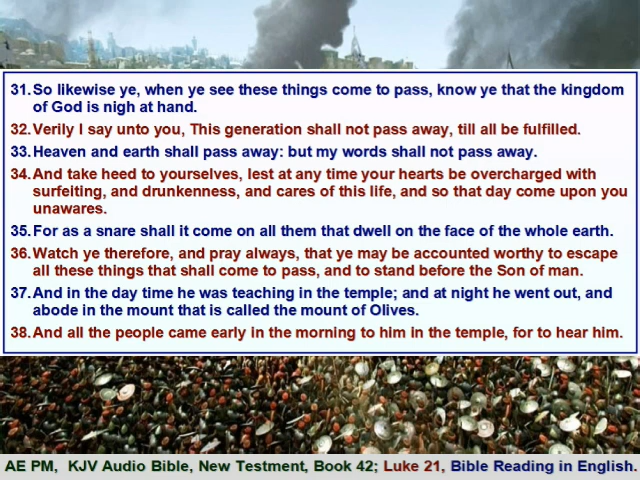 31. So likewise ye, when ye see these things come to pass, know ye that the kingdom
of God is nigh at hand.
32. Verily I say unto you, This generation shall not pass away, till all be fulfilled.
33. Heaven and earth shall pass away: but my words shall not pass away.
34. And take heed to yourselves, lest at any time your hearts be overcharged with
surfeiting, and drunkenness, and cares of this life, and so that day come upon you
unawares.
35. For as a snare shall it come on all them that dwell on the face of the whole earth.
36. Watch ye therefore, and pray always, that ye may be accounted worthy to escape
all these things that shall come to pass, and to stand before the Son of man.
37. And in the day time he was teaching in the temple; and at night he went out, and
abode in the mount that is called the mount of Olives.
38. And all the people came early in the morning to him in the temple, for to hear him.
AE PM, KJV Audio Bible, New Testment, Book 42; Luke 21, Bible Reading in English.